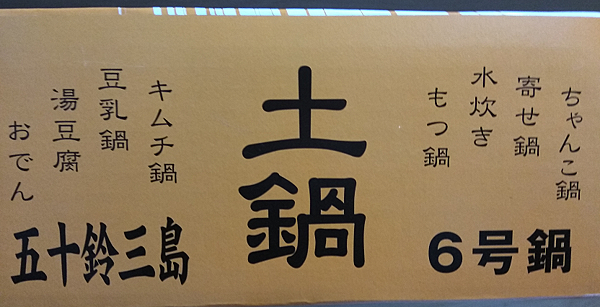 ちゃんこ鍋
寄せ鍋
水炊き
もつ鍋
6号鍋
土鍋
キムチ鍋
豆乳鍋
湯豆腐
おでん
五十鈴三島